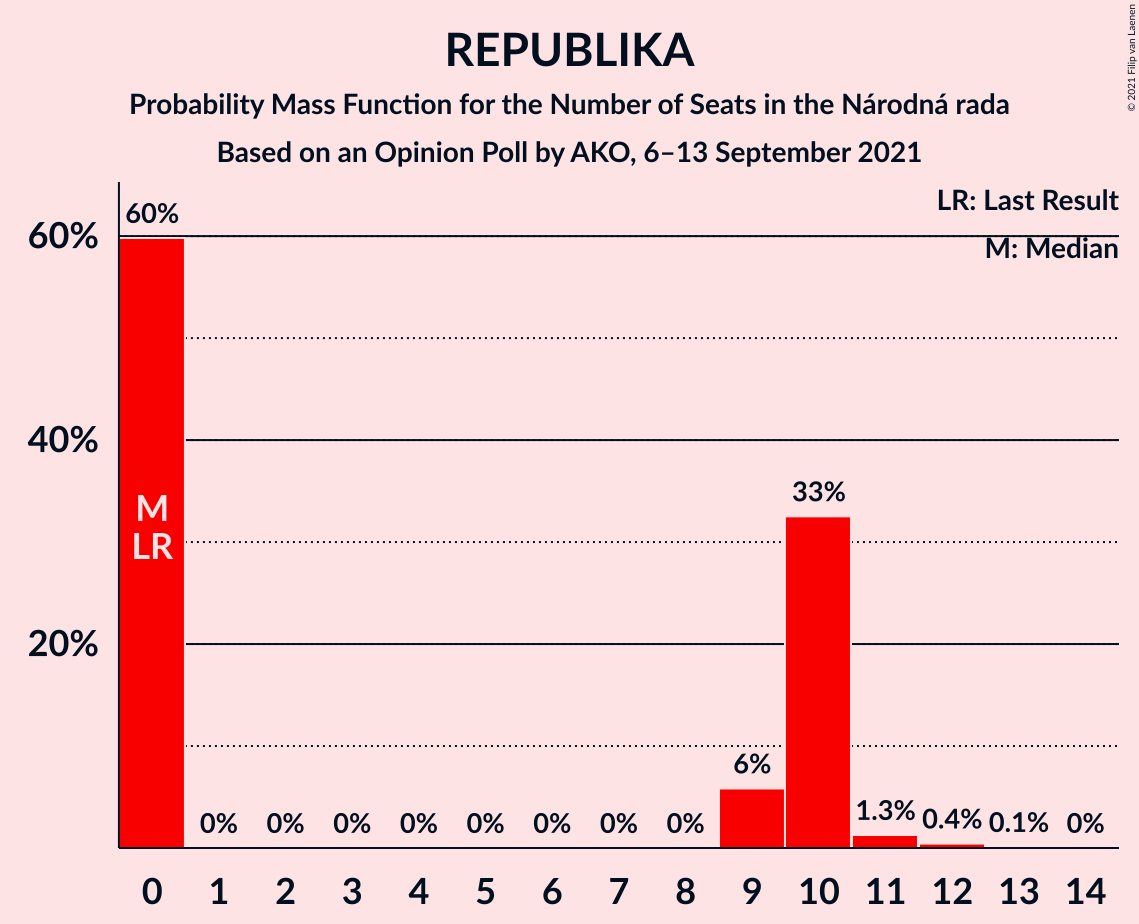 REPUBLIKA
Probability Mass Function for the Number of Seats in the Národná rada
Based on an Opinion Poll by AKO, 6–13 September 2021
© 2021 Filip van Laenen
LR: Last Result
M: Median
60%
40%
20%
60%
0%
0%
0%
0%
0%
0%
0%
0%
6%
33%
1.3%
0.4%
0.1%
0%
M
LR
0 1 2 3 4 5 6 7 8 9 10 11 12 13 14